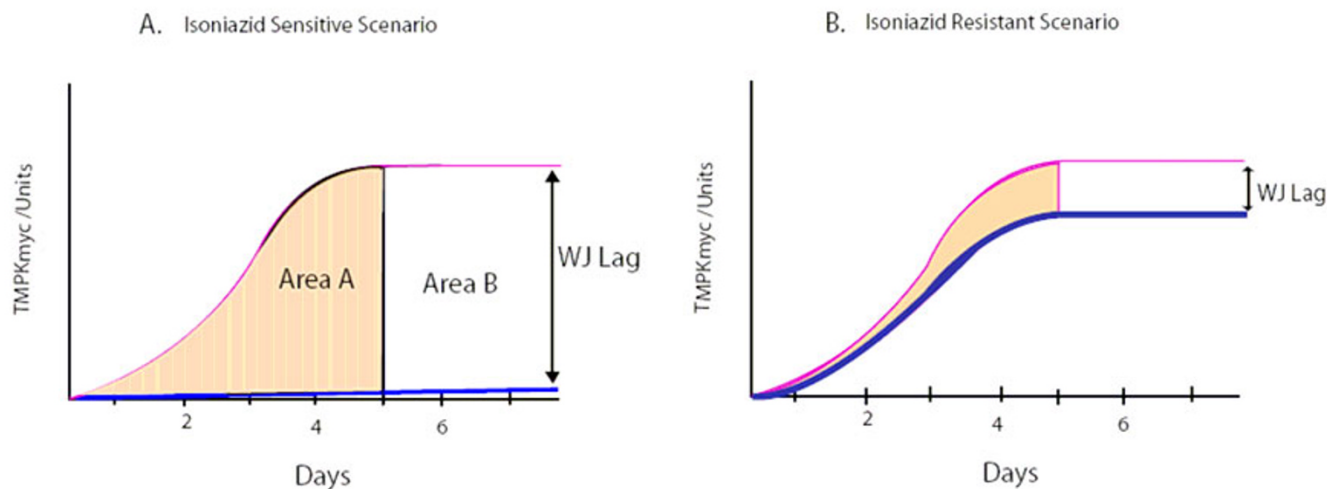 A. Isoniazid Sensitive Scenario
TMPKmyc /Units
Area A
Area B
WJ Lag
2
4
6
Days
B. Isoniazid Resistant Scenario
TMPKmyc /Units
WJ Lag
2
4
6
Days